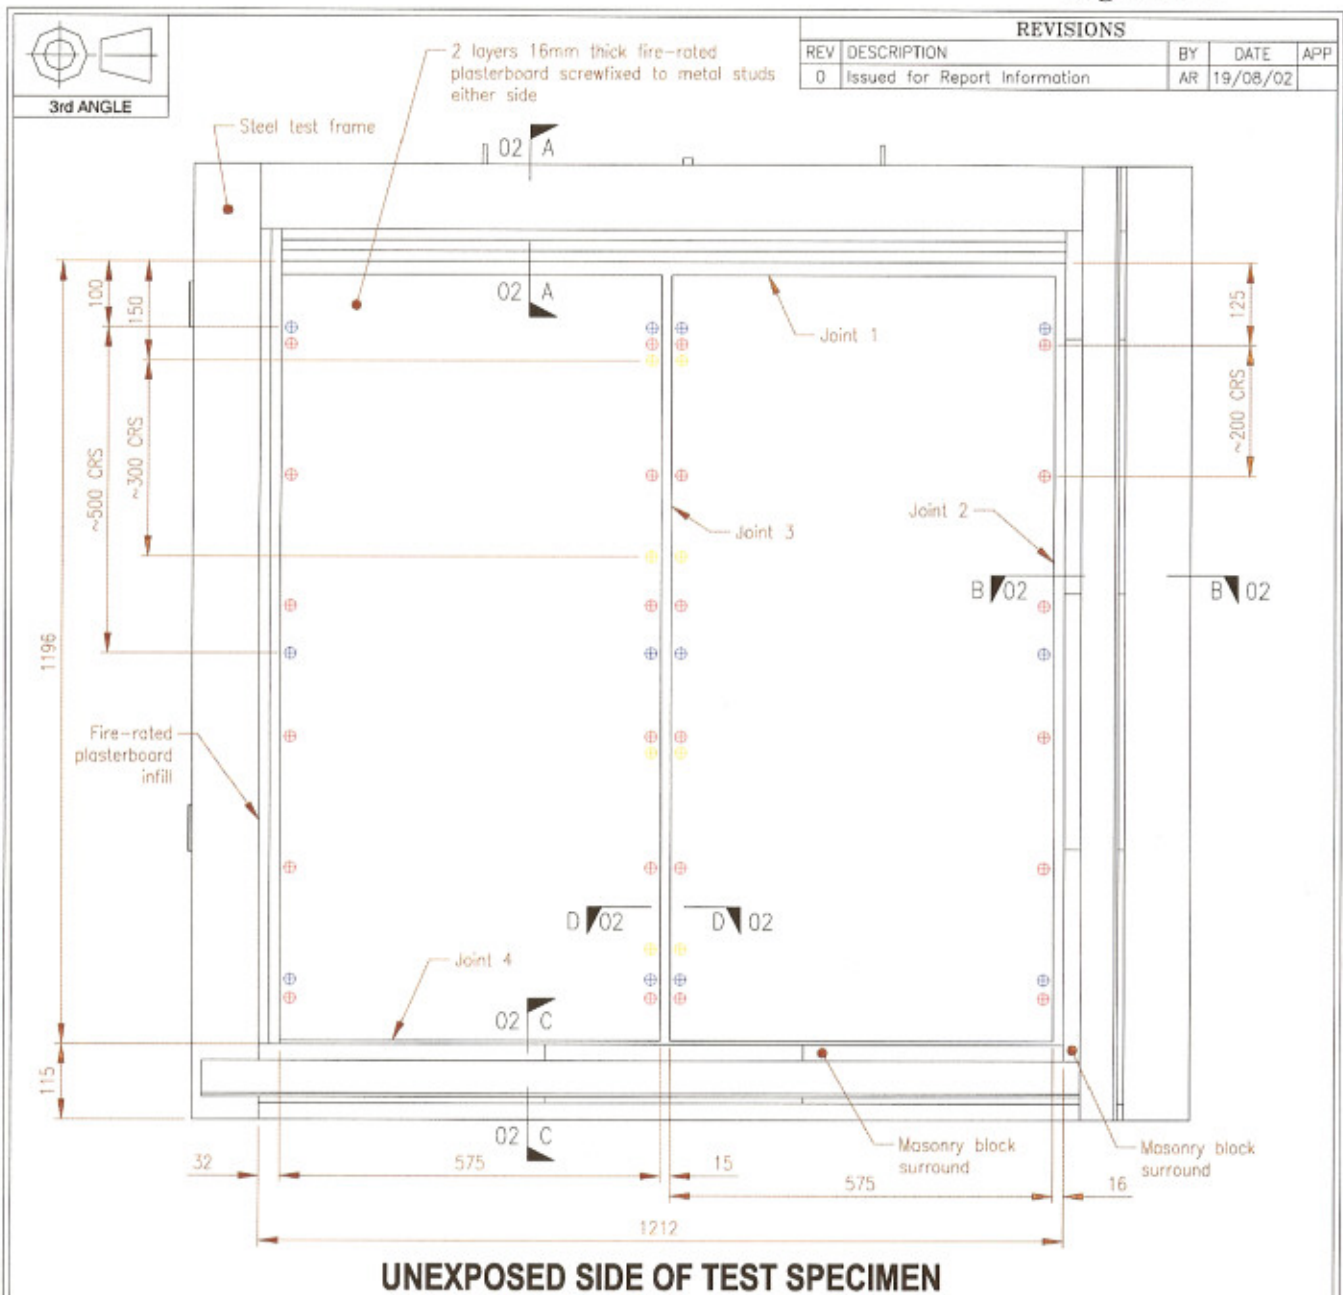 REVISIONS
REV DESCRIPTION BY DATE APP
0 Issued for Report Information AR 19/08/02
3rd ANGLE
2 layers 16mm thick fire-rated
plasterboard screwfixed to metal studs
either side
Steel test frame
02 A
02 A
100
150
125
Joint 1
~200 CRS
~300 CRS
~500 CRS
Joint 2
Joint 3
B 02
B 02
1196
Fire-rated
plasterboard
infill
D 02
D 02
Joint 4
02 C
115
02 C
Masonry block
surround
Masonry block
surround
32
575
15
575
16
1212
UNEXPOSED SIDE OF TEST SPECIMEN